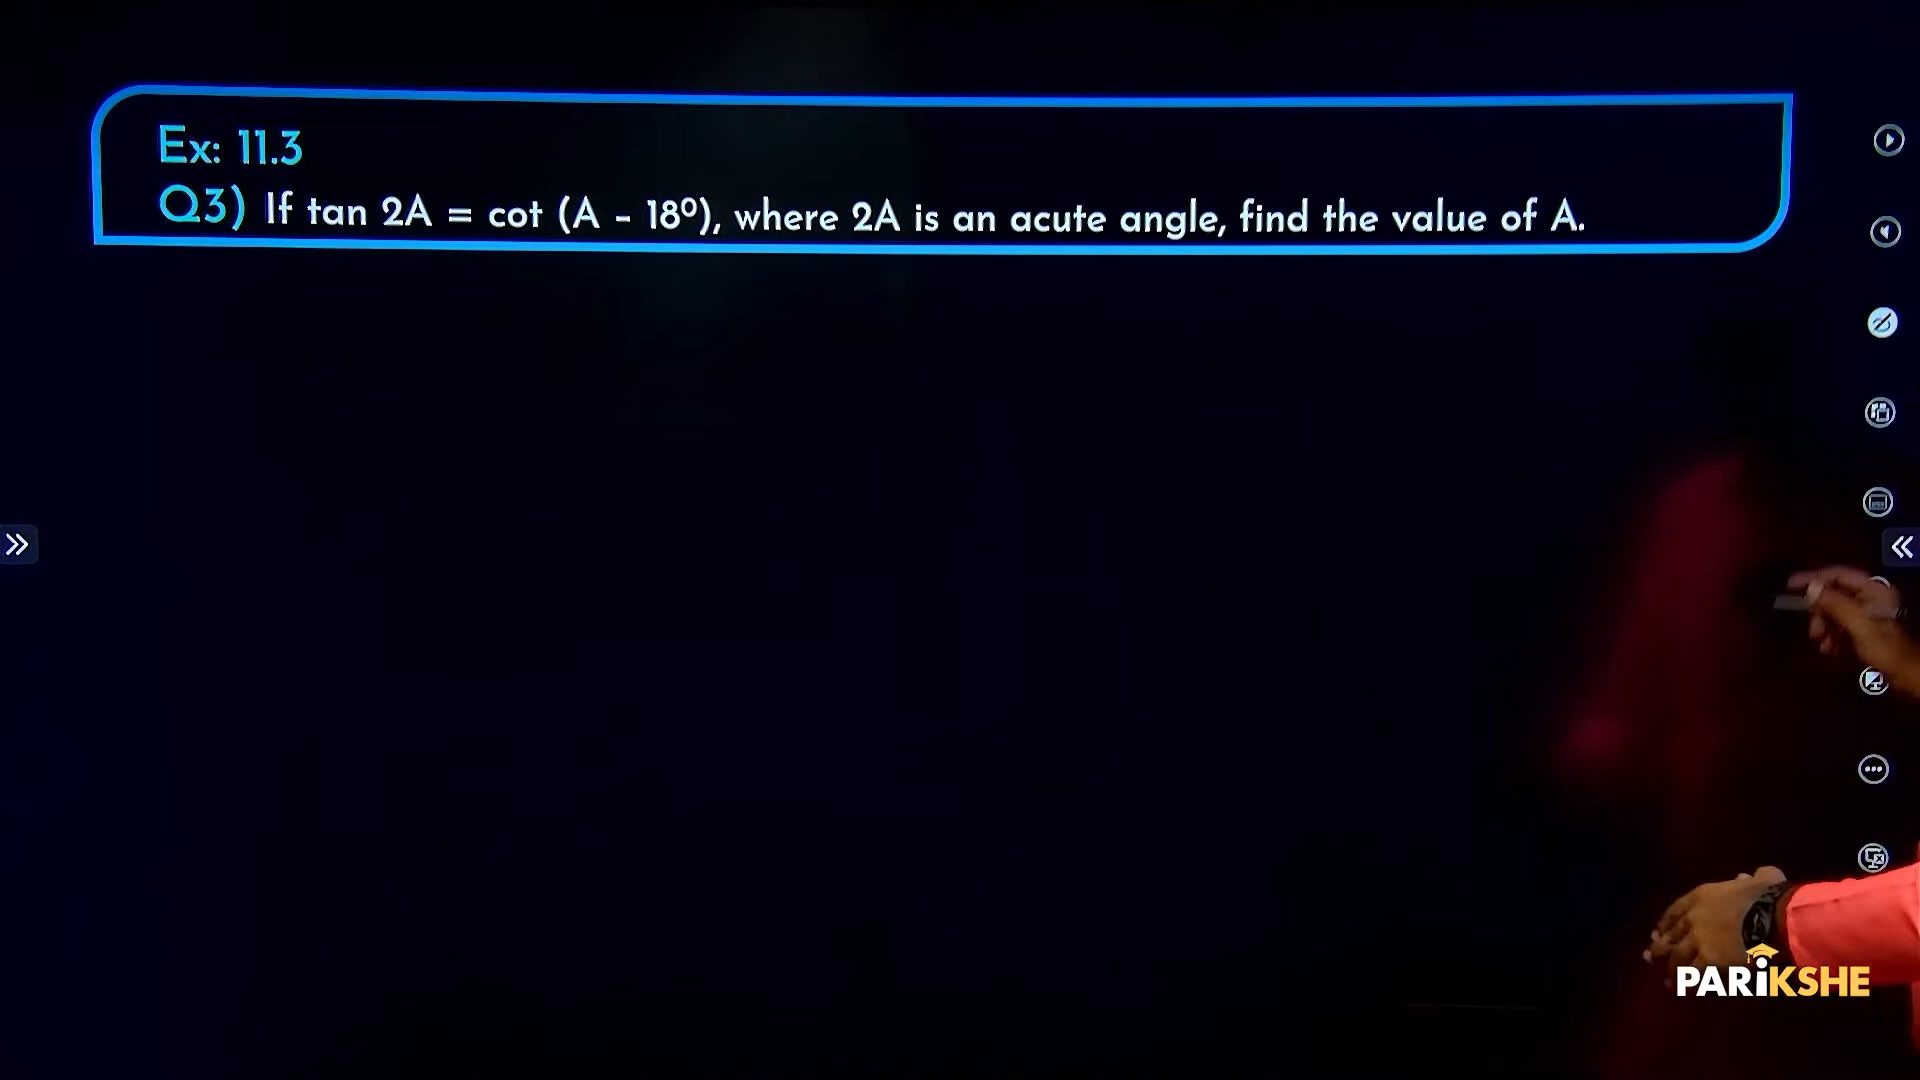 Ex: 11.3
Q3) If tan 2A = cot (A - 18º), where 2A is an acute angle, find the value of A.
PARiKSHE